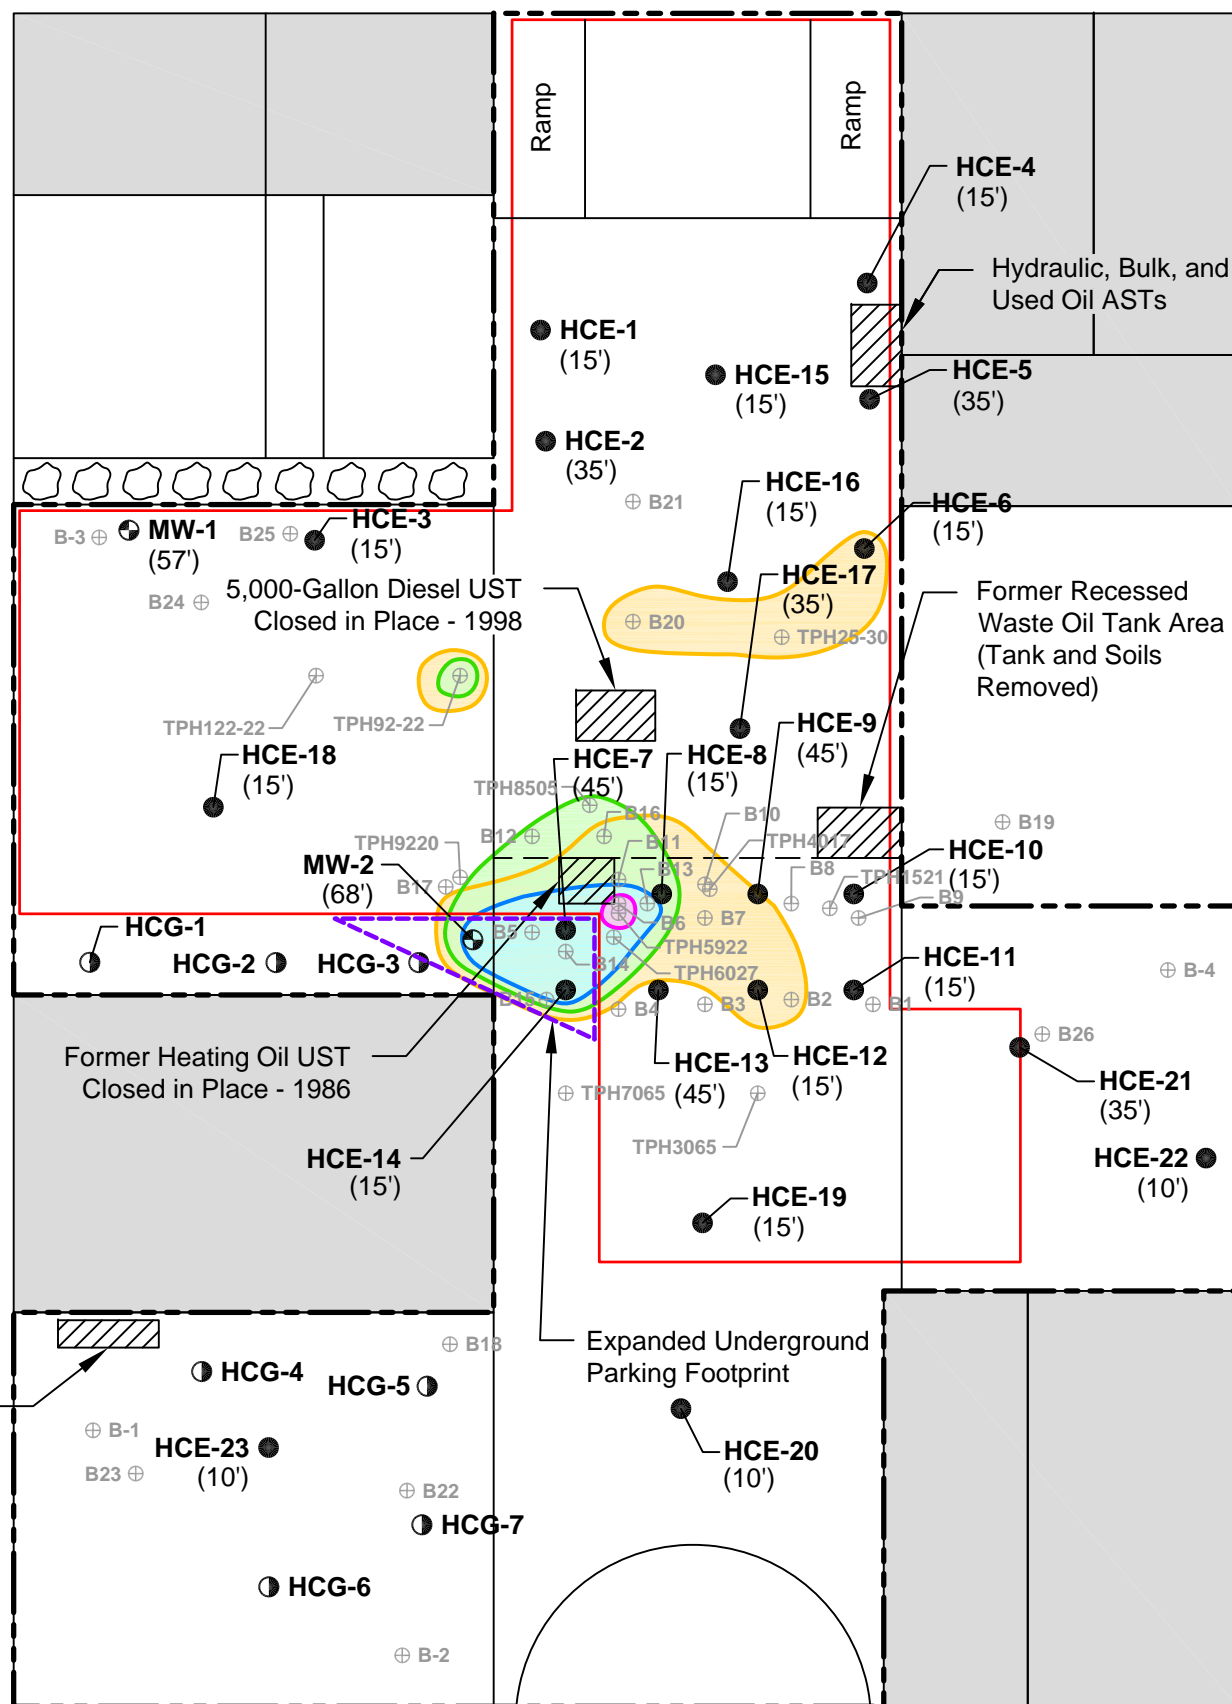 Ramp
Ramp
HCE-4
(15')
Hydraulic, Bulk, and
Used Oil ASTs
HCE-1
(15')
HCE-15
(15')
HCE-5
(35')
HCE-2
(35')
B21
HCE-16
(15')
HCE-6
(15')
B-3
MW-1
(57')
B25
HCE-3
(15')
B24
5,000-Gallon Diesel UST
Closed in Place - 1998
HCE-17
(35')
Former Recessed
Waste Oil Tank Area
(Tank and Soils
Removed)
B20
TPH25-30
TPH122-22
TPH92-22
HCE-18
(15')
HCE-7
(45')
HCE-8
(15')
HCE-9
(45')
TPH8505
B12
B16
B10
B19
TPH9220
B11
TPH4017
MW-2
(68')
B17
B13
B8
HCE-10
(15')
TPH1521
B9
B5
B6
B7
TPH5922
HCG-1
HCG-2
HCG-3
B14
TPH6027
HCE-11
(15')
B-4
B15
B4
B3
B2
B1
B26
Former Heating Oil UST
Closed in Place - 1986
HCE-13
(45')
HCE-12
(15')
HCE-21
(35')
TPH7065
TPH3065
HCE-14
(15')
HCE-22
(10')
HCE-19
(15')
Expanded Underground
Parking Footprint
B18
HCG-4
HCG-5
B-1
HCE-23
(10')
HCE-20
(10')
B23
B22
HCG-7
HCG-6
B-2